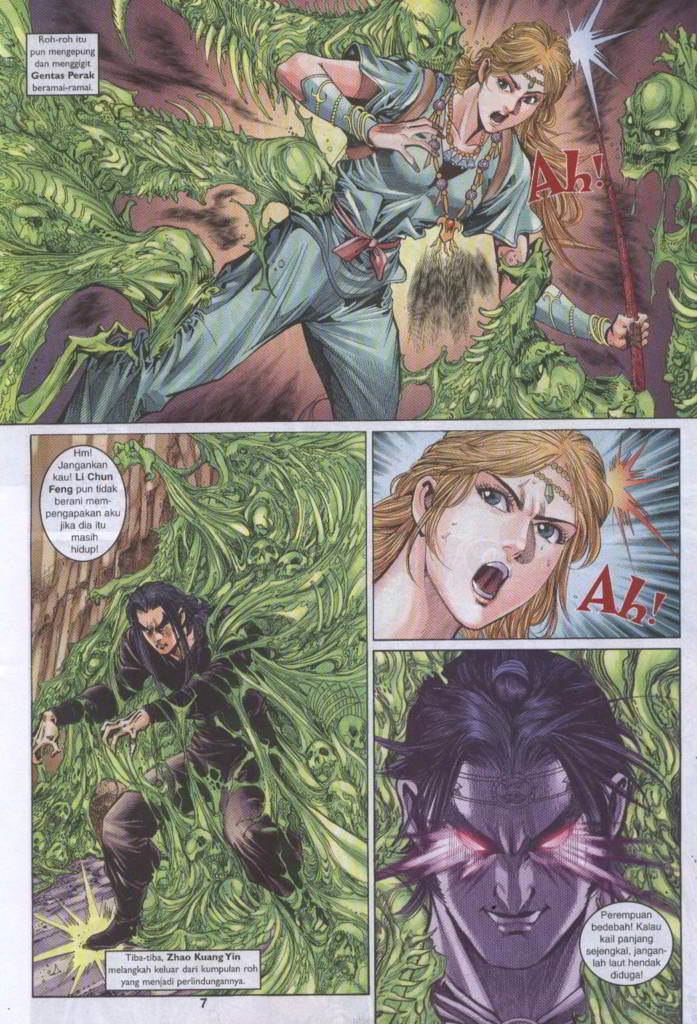 Roh-roh itu
pun mengepung
dan menggigit
Gentas Perak
beramai-ramai.
Ah!
Hm!
Jangankan
kau! Li Chun
Feng pun tidak
berani mem-
pengapakan aku
jika dia itu
masih
hidup!
Ah!
Tiba-tiba, Zhao Kuang Yin
melangkah keluar dari kumpulan roh
yang menjadi perlindungannya.
Perempuan
bedebah! Kalau
kail panjang
sejengkal, jangan-
lah laut hendak
diduga!
7